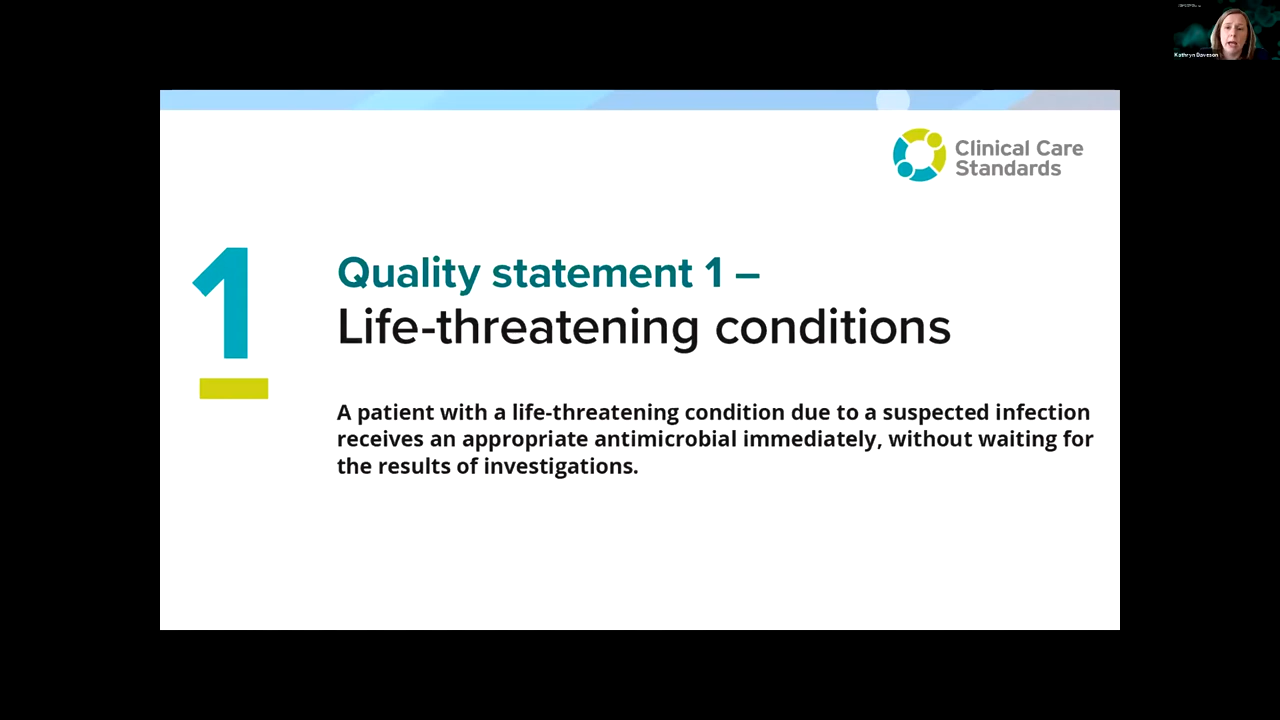 Kathryn Daveson
Clinical Care
Standards
1
Quality statement 1 –
Life-threatening conditions
A patient with a life-threatening condition due to a suspected infection
receives an appropriate antimicrobial immediately, without waiting for
the results of investigations.